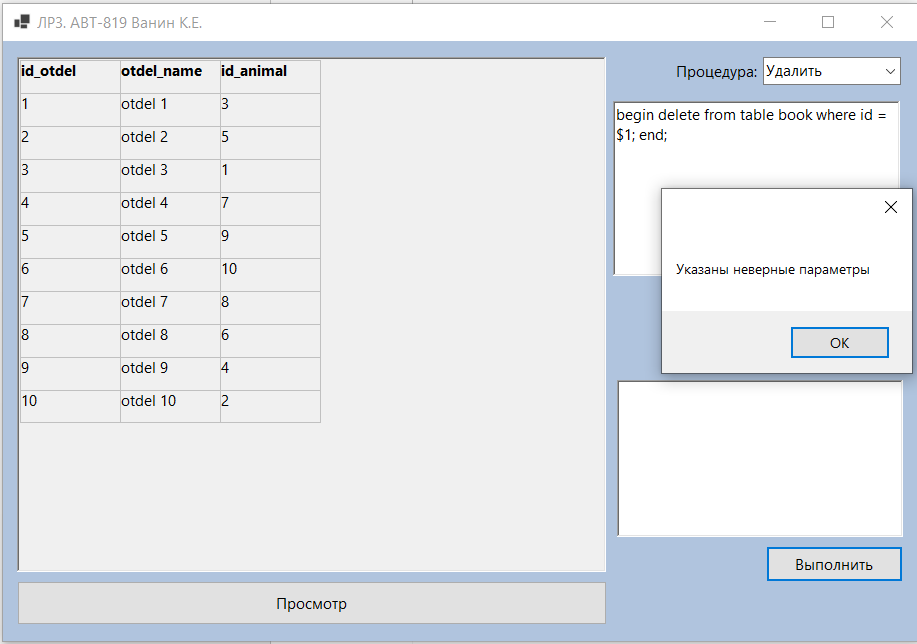 ЛР3. АВТ-819 Ванин К.Е.
id_otdel otdel_name id_animal
1 otdel 1 3
2 otdel 2 5
3 otdel 3 1
4 otdel 4 7
5 otdel 5 9
6 otdel 6 10
7 otdel 7 8
8 otdel 8 6
9 otdel 9 4
10 otdel 10 2
Просмотр
Процедура: Удалить
begin delete from table book where id =
$1; end;
Указаны неверные параметры
ОК
Выполнить